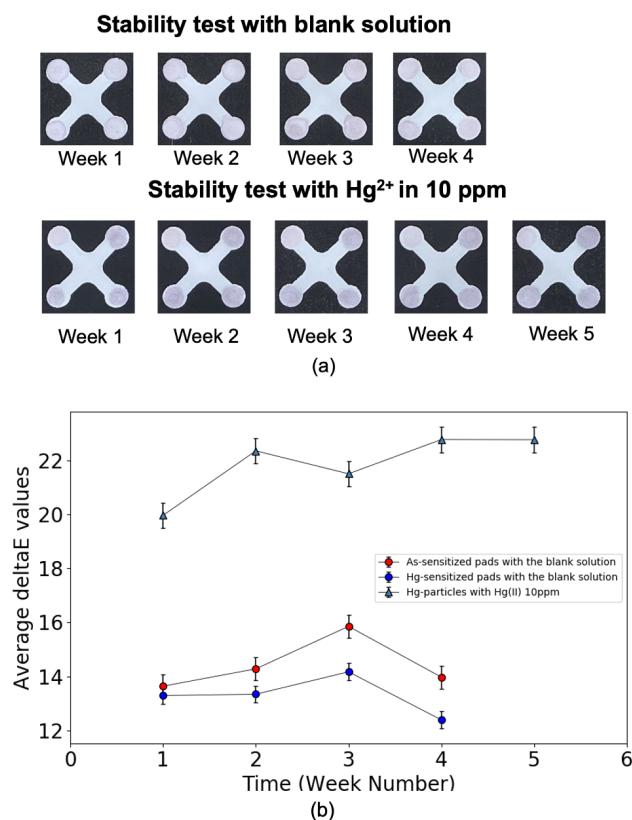 Stability test with blank solution
Week 1 Week 2 Week 3 Week 4
Stability test with Hg²⁺ in 10 ppm
Week 1 Week 2 Week 3 Week 4 Week 5
(a)
22
20
18
16
14
12
Average deltaE values
As-sensitized pads with the blank solution
Hg-sensitized pads with the blank solution
Hg-particles with Hg(II) 10ppm
0 1 2 3 4 5 6
Time (Week Number)
(b)